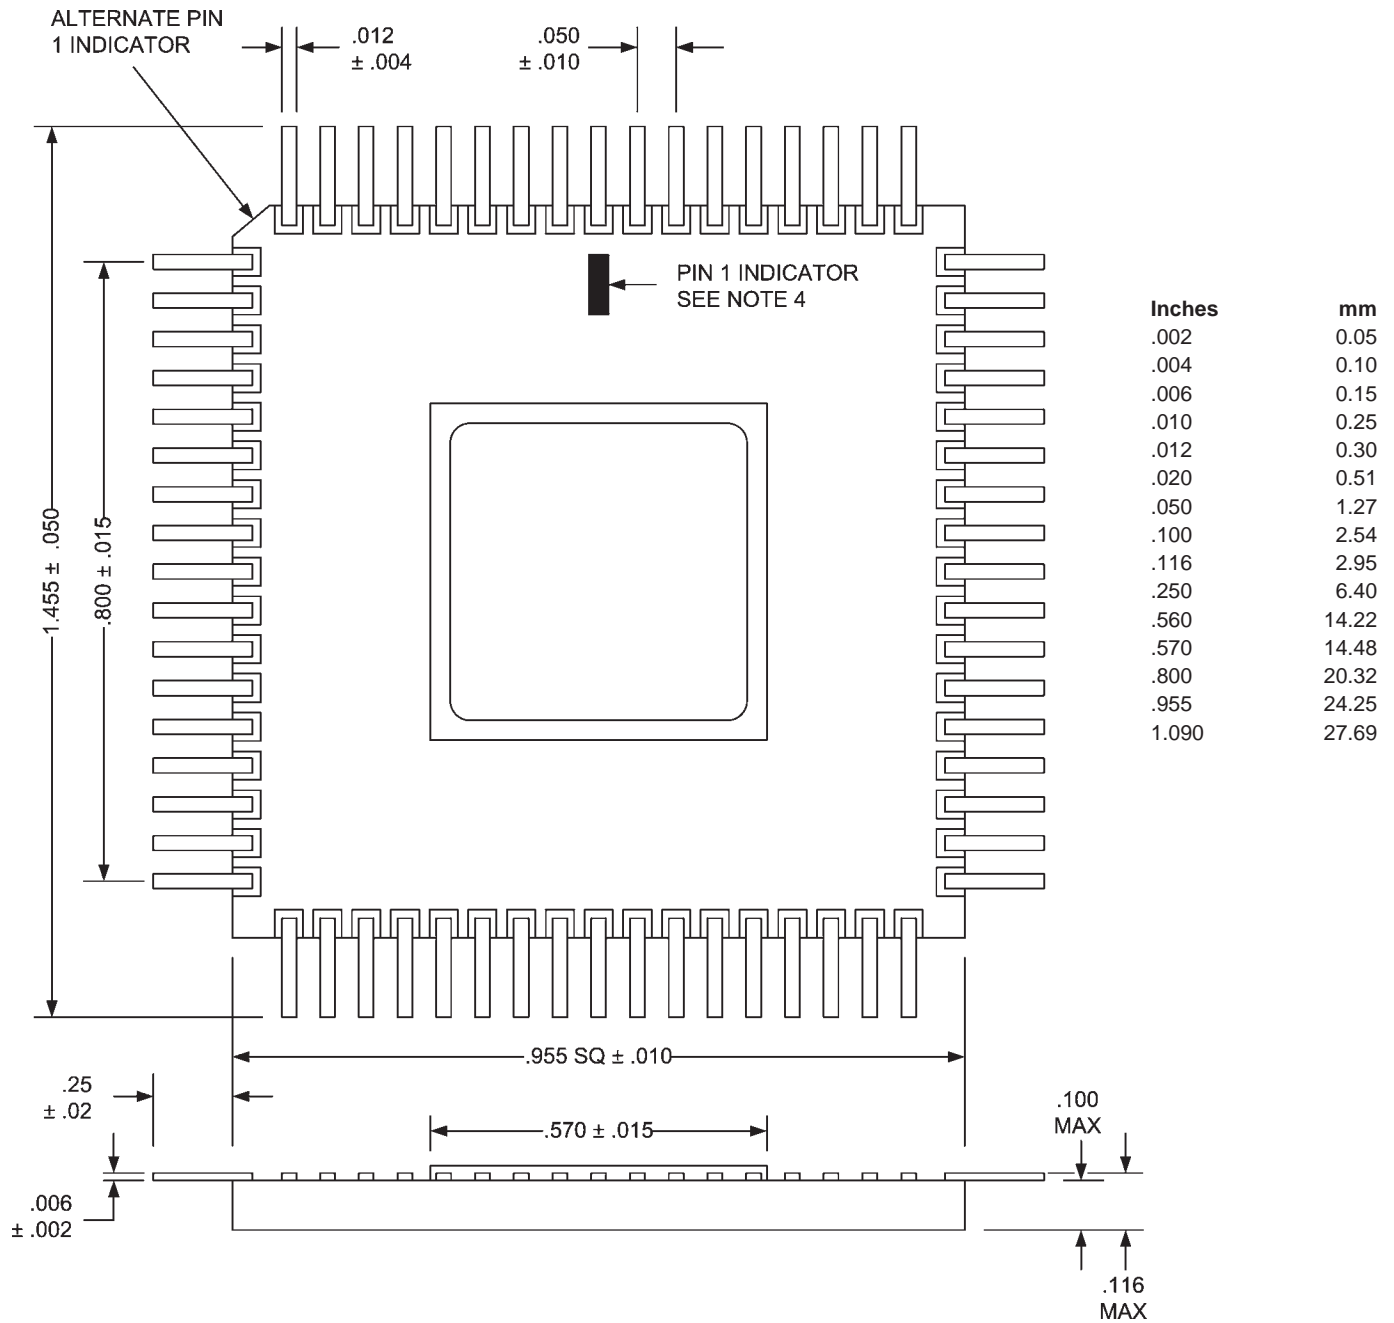 ALTERNATE PIN
1 INDICATOR
.012
± .004
.050
± .010
PIN 1 INDICATOR
SEE NOTE 4
1.455 ± .050
.800 ± .015
Inches mm
.002 0.05
.004 0.10
.006 0.15
.010 0.25
.012 0.30
.020 0.51
.050 1.27
.100 2.54
.116 2.95
.250 6.40
.560 14.22
.570 14.48
.800 20.32
.955 24.25
1.090 27.69
.955 SQ ± .010
.25
± .02
.570 ± .015
.100
MAX
.006
± .002
.116
MAX